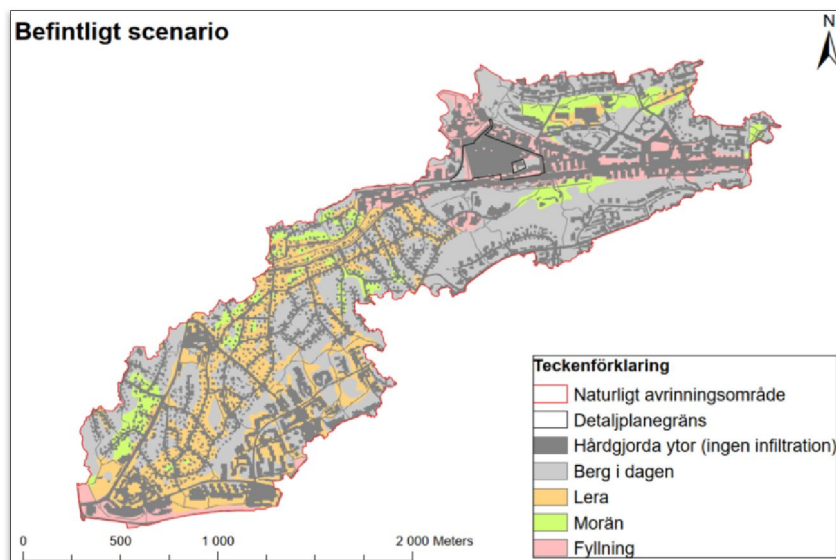 Befintligt scenario
N
Teckenförklaring
Naturligt avrinningsområde
Detaljplanegräns
Hårdgjorda ytor (ingen infiltration)
Berg i dagen
Lera
Morän
Fyllning
0 500 1 000 2 000 Meters